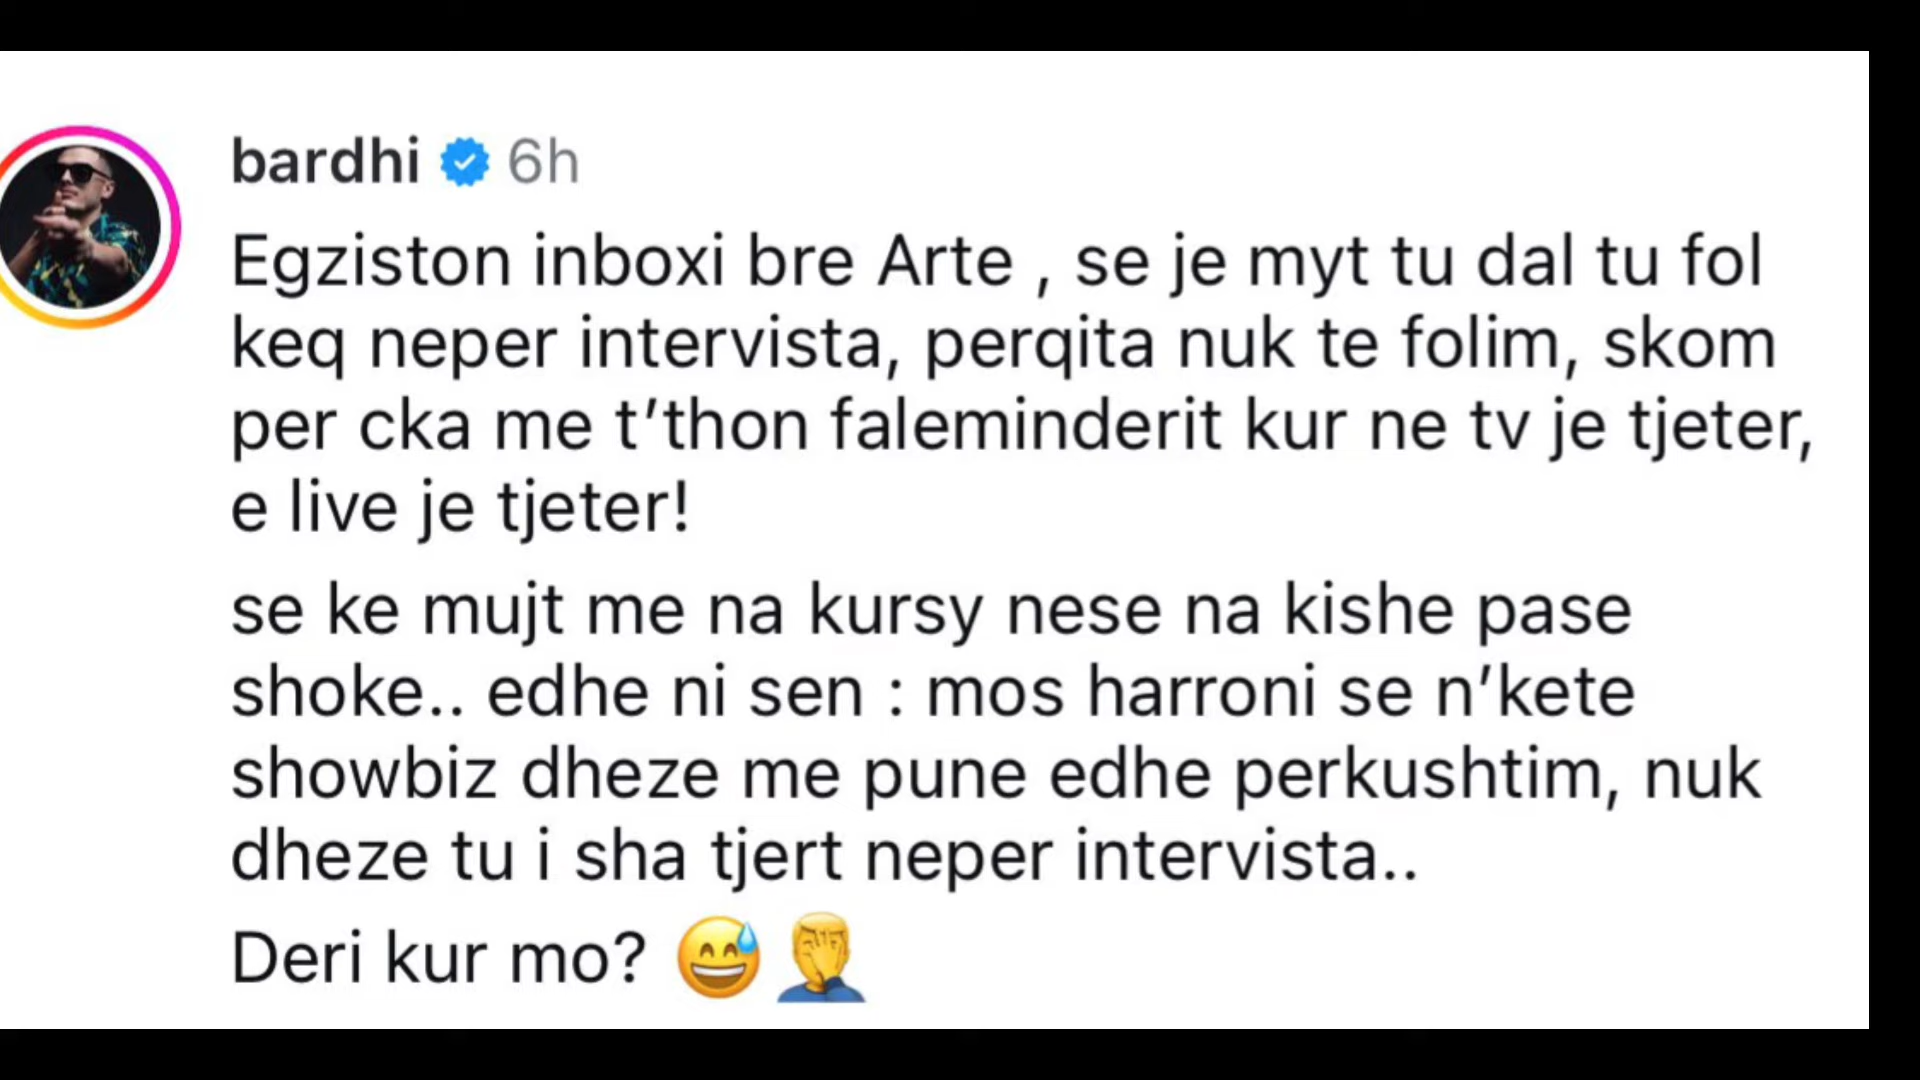 bardhi 6h
Egziston inboxi bre Arte , se je myt tu dal tu fol
keq neper intervista, perqita nuk te folim, skom
per cka me t’thon faleminderit kur ne tv je tjeter,
e live je tjeter!
se ke mujt me na kursy nese na kishe pase
shoke.. edhe ni sen : mos harroni se n’kete
showbiz dheze me pune edhe perkushtim, nuk
dheze tu i sha tjert neper intervista..
Deri kur mo? 😅🤦‍♂️